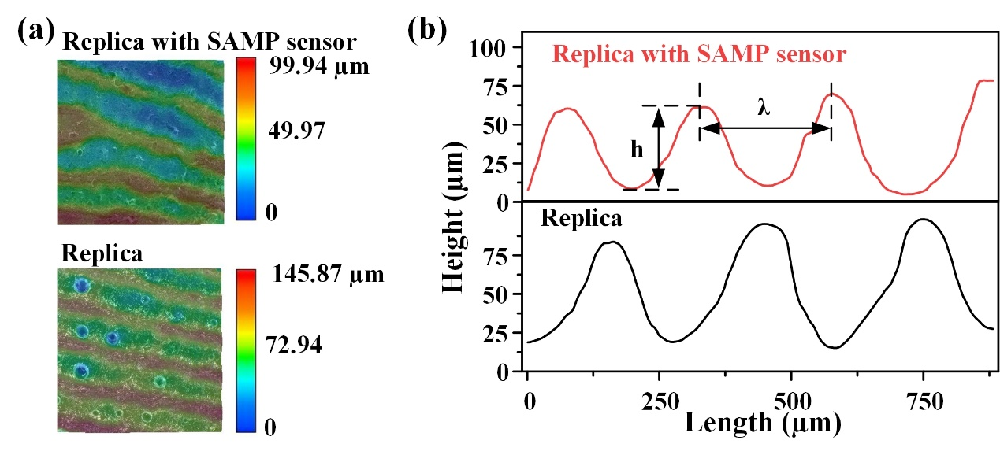 (a)
Replica with SAMP sensor
99.94 µm
49.97
0
Replica
145.87 µm
72.94
0
(b)
Height (µm)
100
75
50
25
0
Replica with SAMP sensor
h
λ
Replica
75
50
25
0
0 250 500 750
Length (µm)